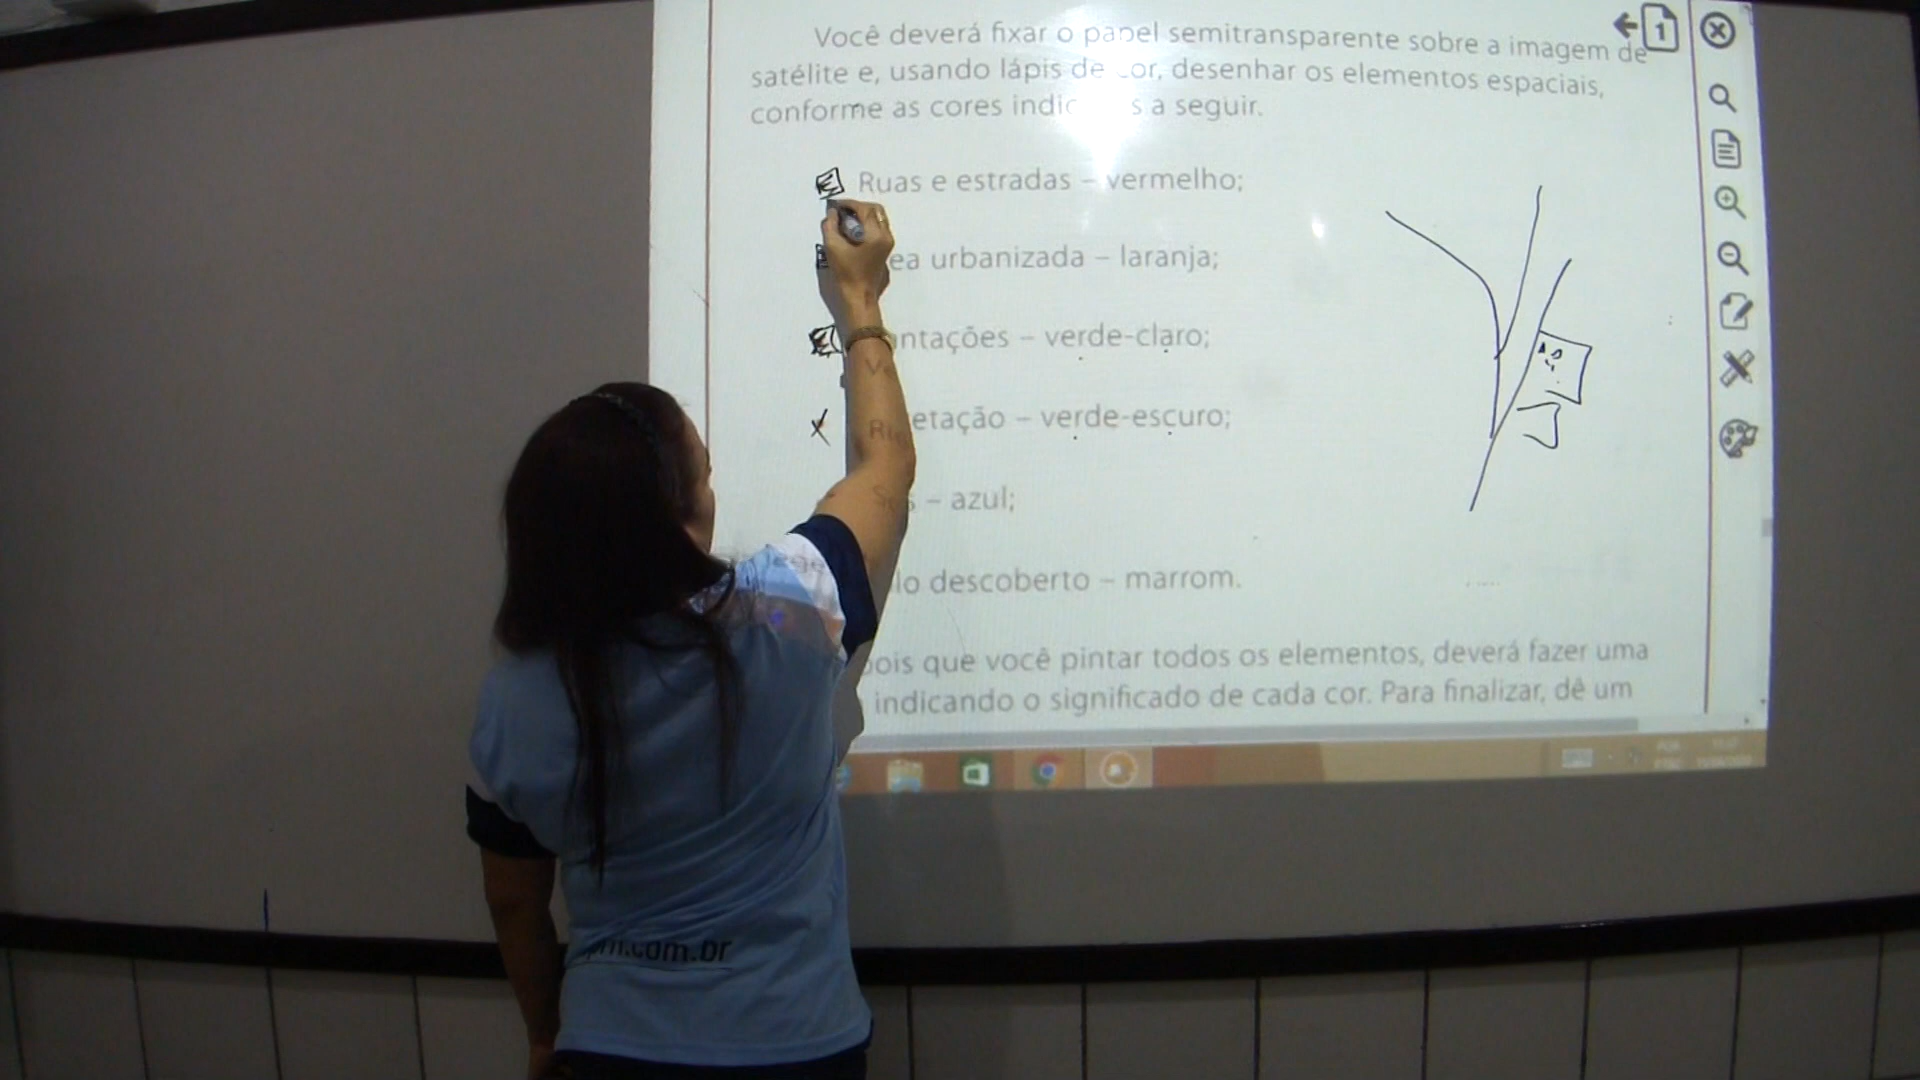 Você deverá fixar o papel semitransparente sobre a imagem de
satélite e, usando lápis de cor, desenhar os elementos espaciais,
conforme as cores indic s a seguir.
1
Ruas e estradas – vermelho;
ea urbanizada – laranja;
ntações – verde-claro;
etação – verde-escuro;
s – azul;
lo descoberto – marrom.
ois que você pintar todos os elementos, deverá fazer uma
indicando o significado de cada cor. Para finalizar, dê um
.com.br